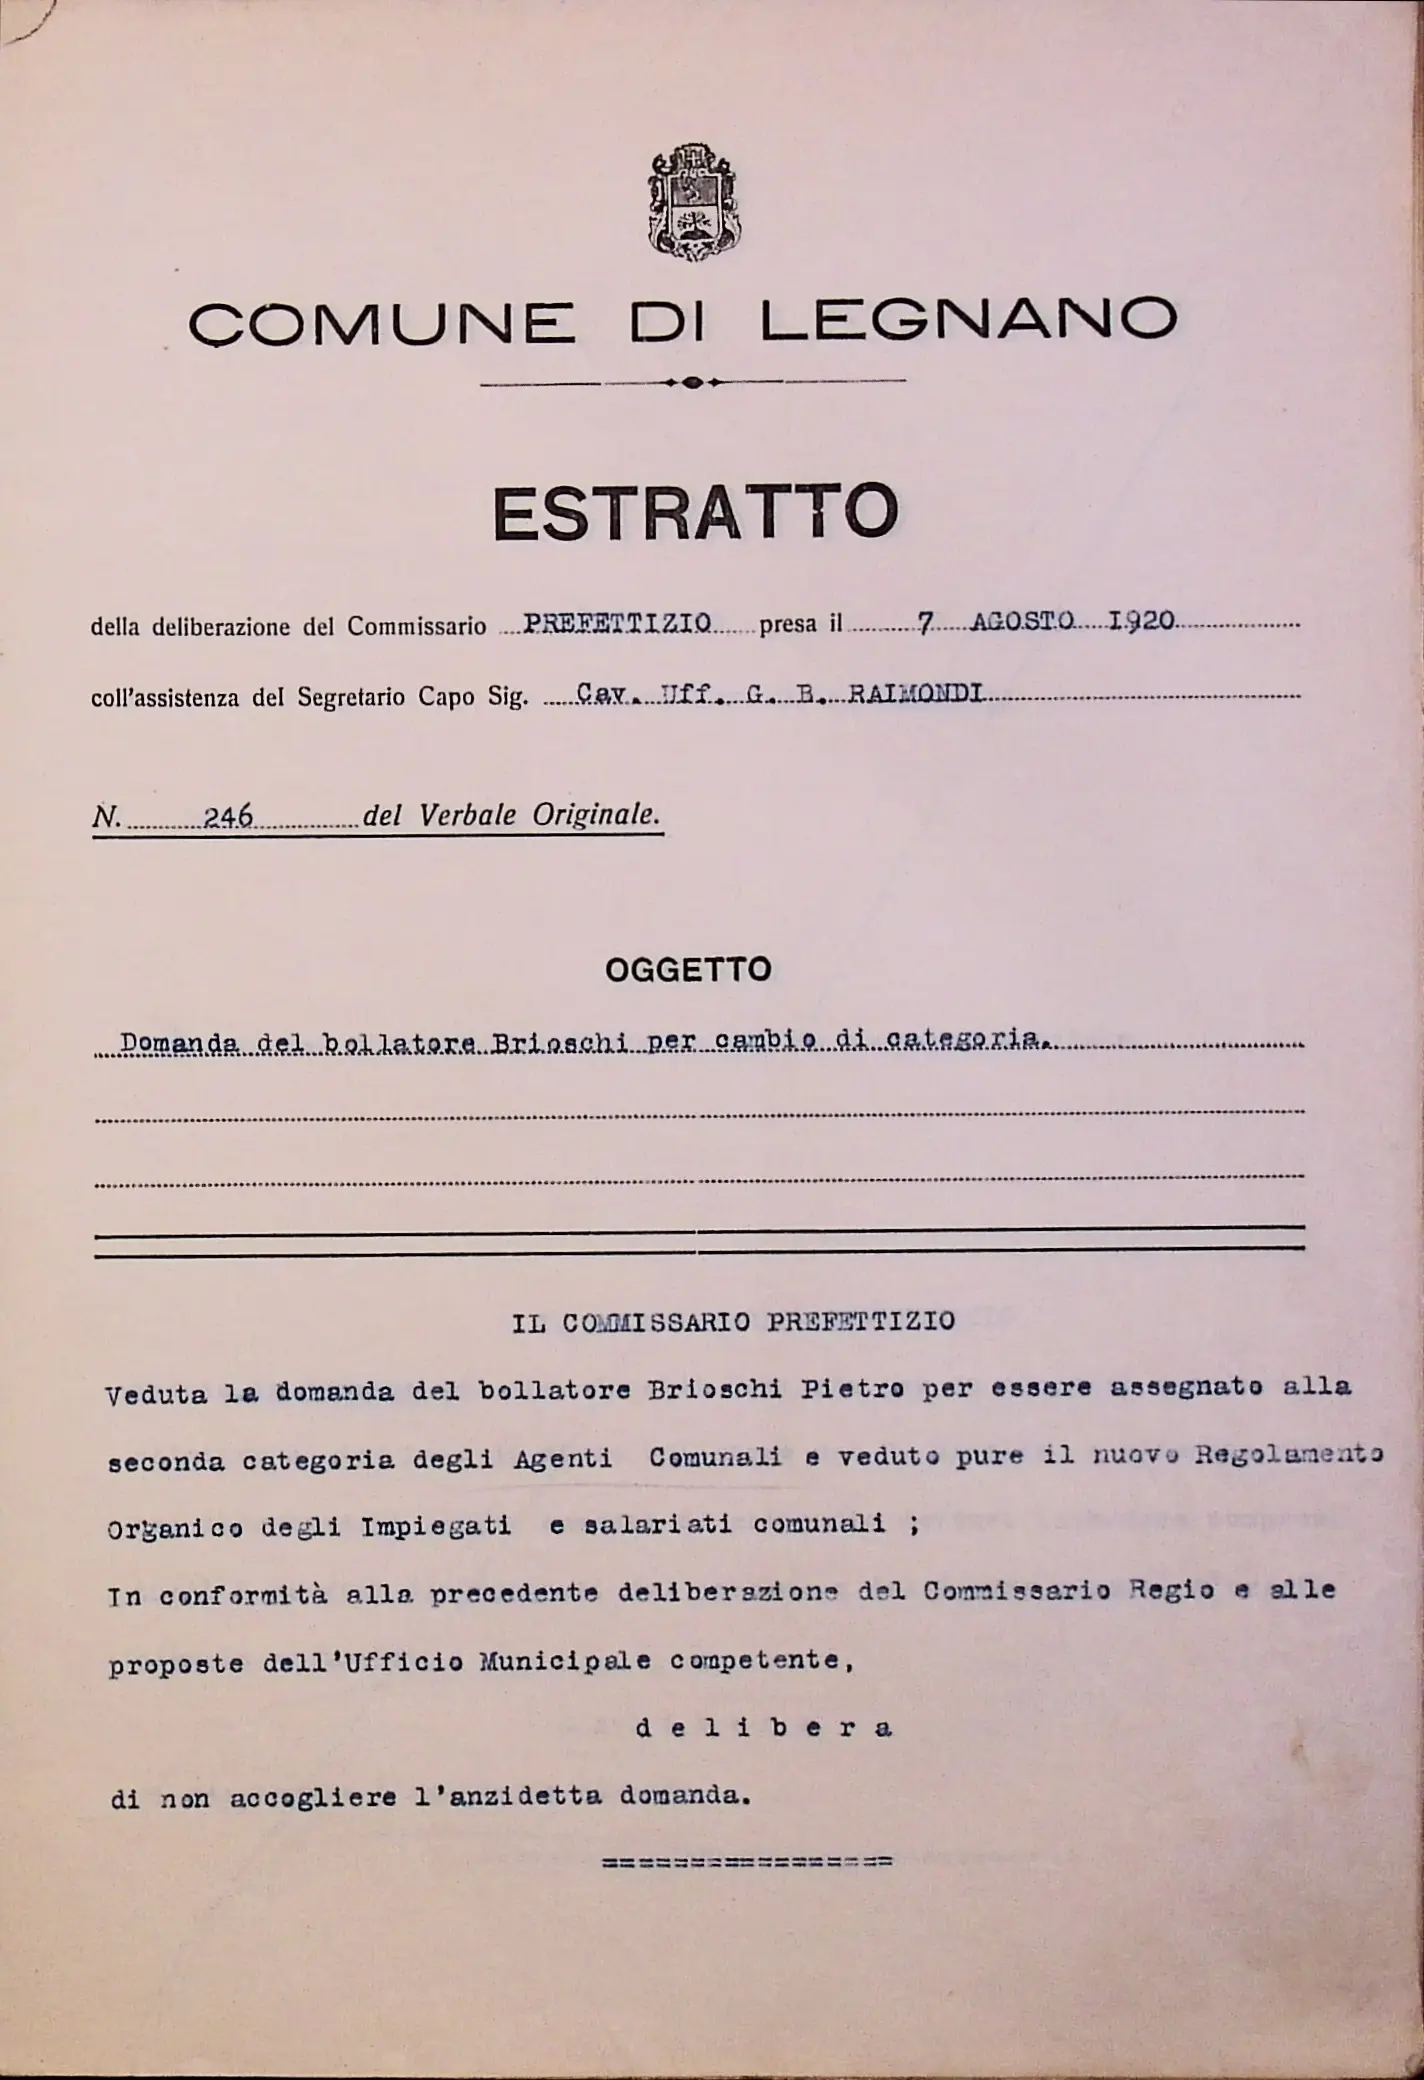 COMUNE DI LEGNANO
ESTRATTO
della deliberazione del Commissario PREFETTIZIO presa il 7 AGOSTO 1920
coll'assistenza del Segretario Capo Sig. Cav. Uff. G. B. RAIMONDI
N. 246 del Verbale Originale.
OGGETTO
Domanda del bollatore Brioschi per cambio di categoria.
IL COMMISSARIO PREFETTIZIO
Veduta la domanda del bollatore Brioschi Pietro per essere assegnato alla
seconda categoria degli Agenti Comunali e veduto pure il nuovo Regolamento
Organico degli Impiegati e salariati comunali ;
In conformità alla precedente deliberazione del Commissario Regio e alle
proposte dell'Ufficio Municipale competente,
d e l i b e r a
di non accogliere l'anzidetta domanda.
=================